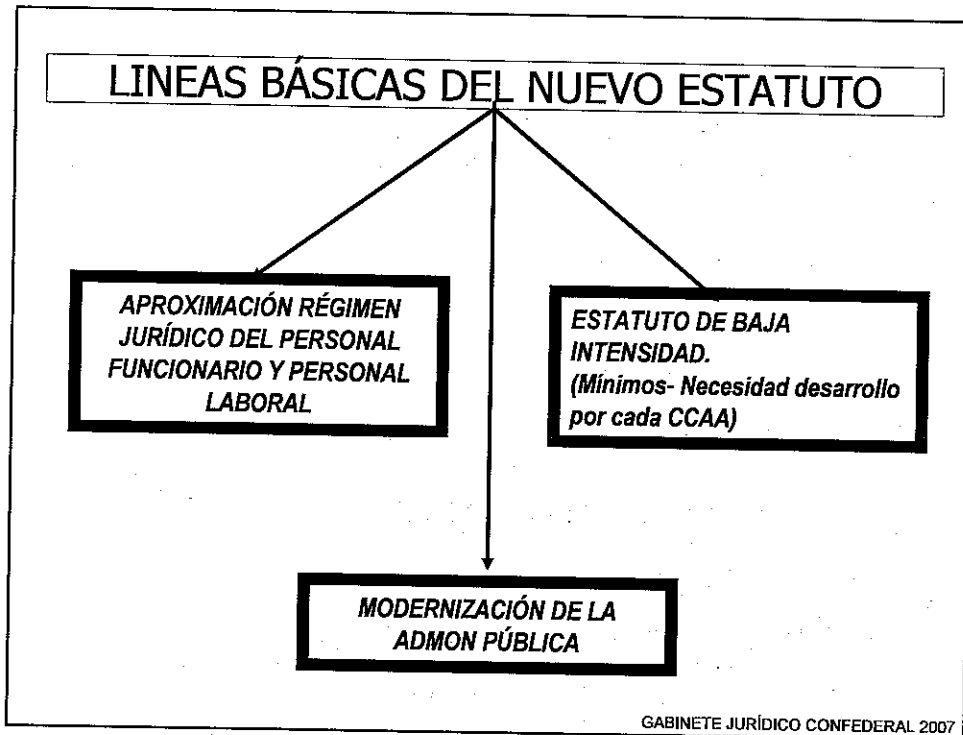 LINEAS BÁSICAS DEL NUEVO ESTATUTO
APROXIMACIÓN RÉGIMEN
JURÍDICO DEL PERSONAL
FUNCIONARIO Y PERSONAL
LABORAL
ESTATUTO DE BAJA
INTENSIDAD.
(Mínimos- Necesidad desarrollo
por cada CCAA)
MODERNIZACIÓN DE LA
ADMON PÚBLICA
GABINETE JURÍDICO CONFEDERAL 2007